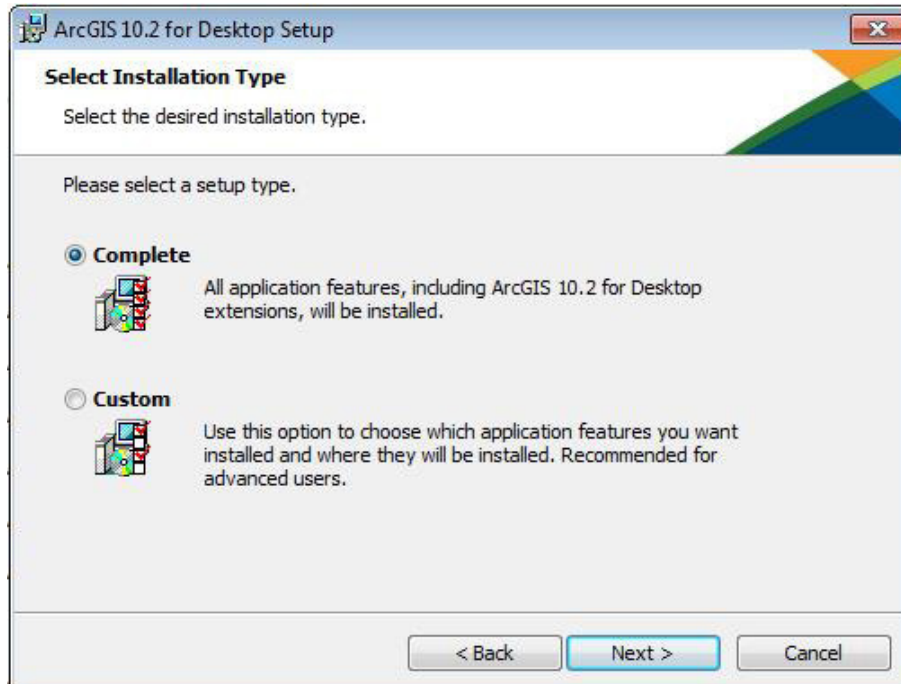 ArcGIS 10.2 for Desktop Setup
Select Installation Type
Select the desired installation type.
Please select a setup type.
Complete
All application features, including ArcGIS 10.2 for Desktop
extensions, will be installed.
Custom
Use this option to choose which application features you want
installed and where they will be installed. Recommended for
advanced users.
< Back
Next >
Cancel